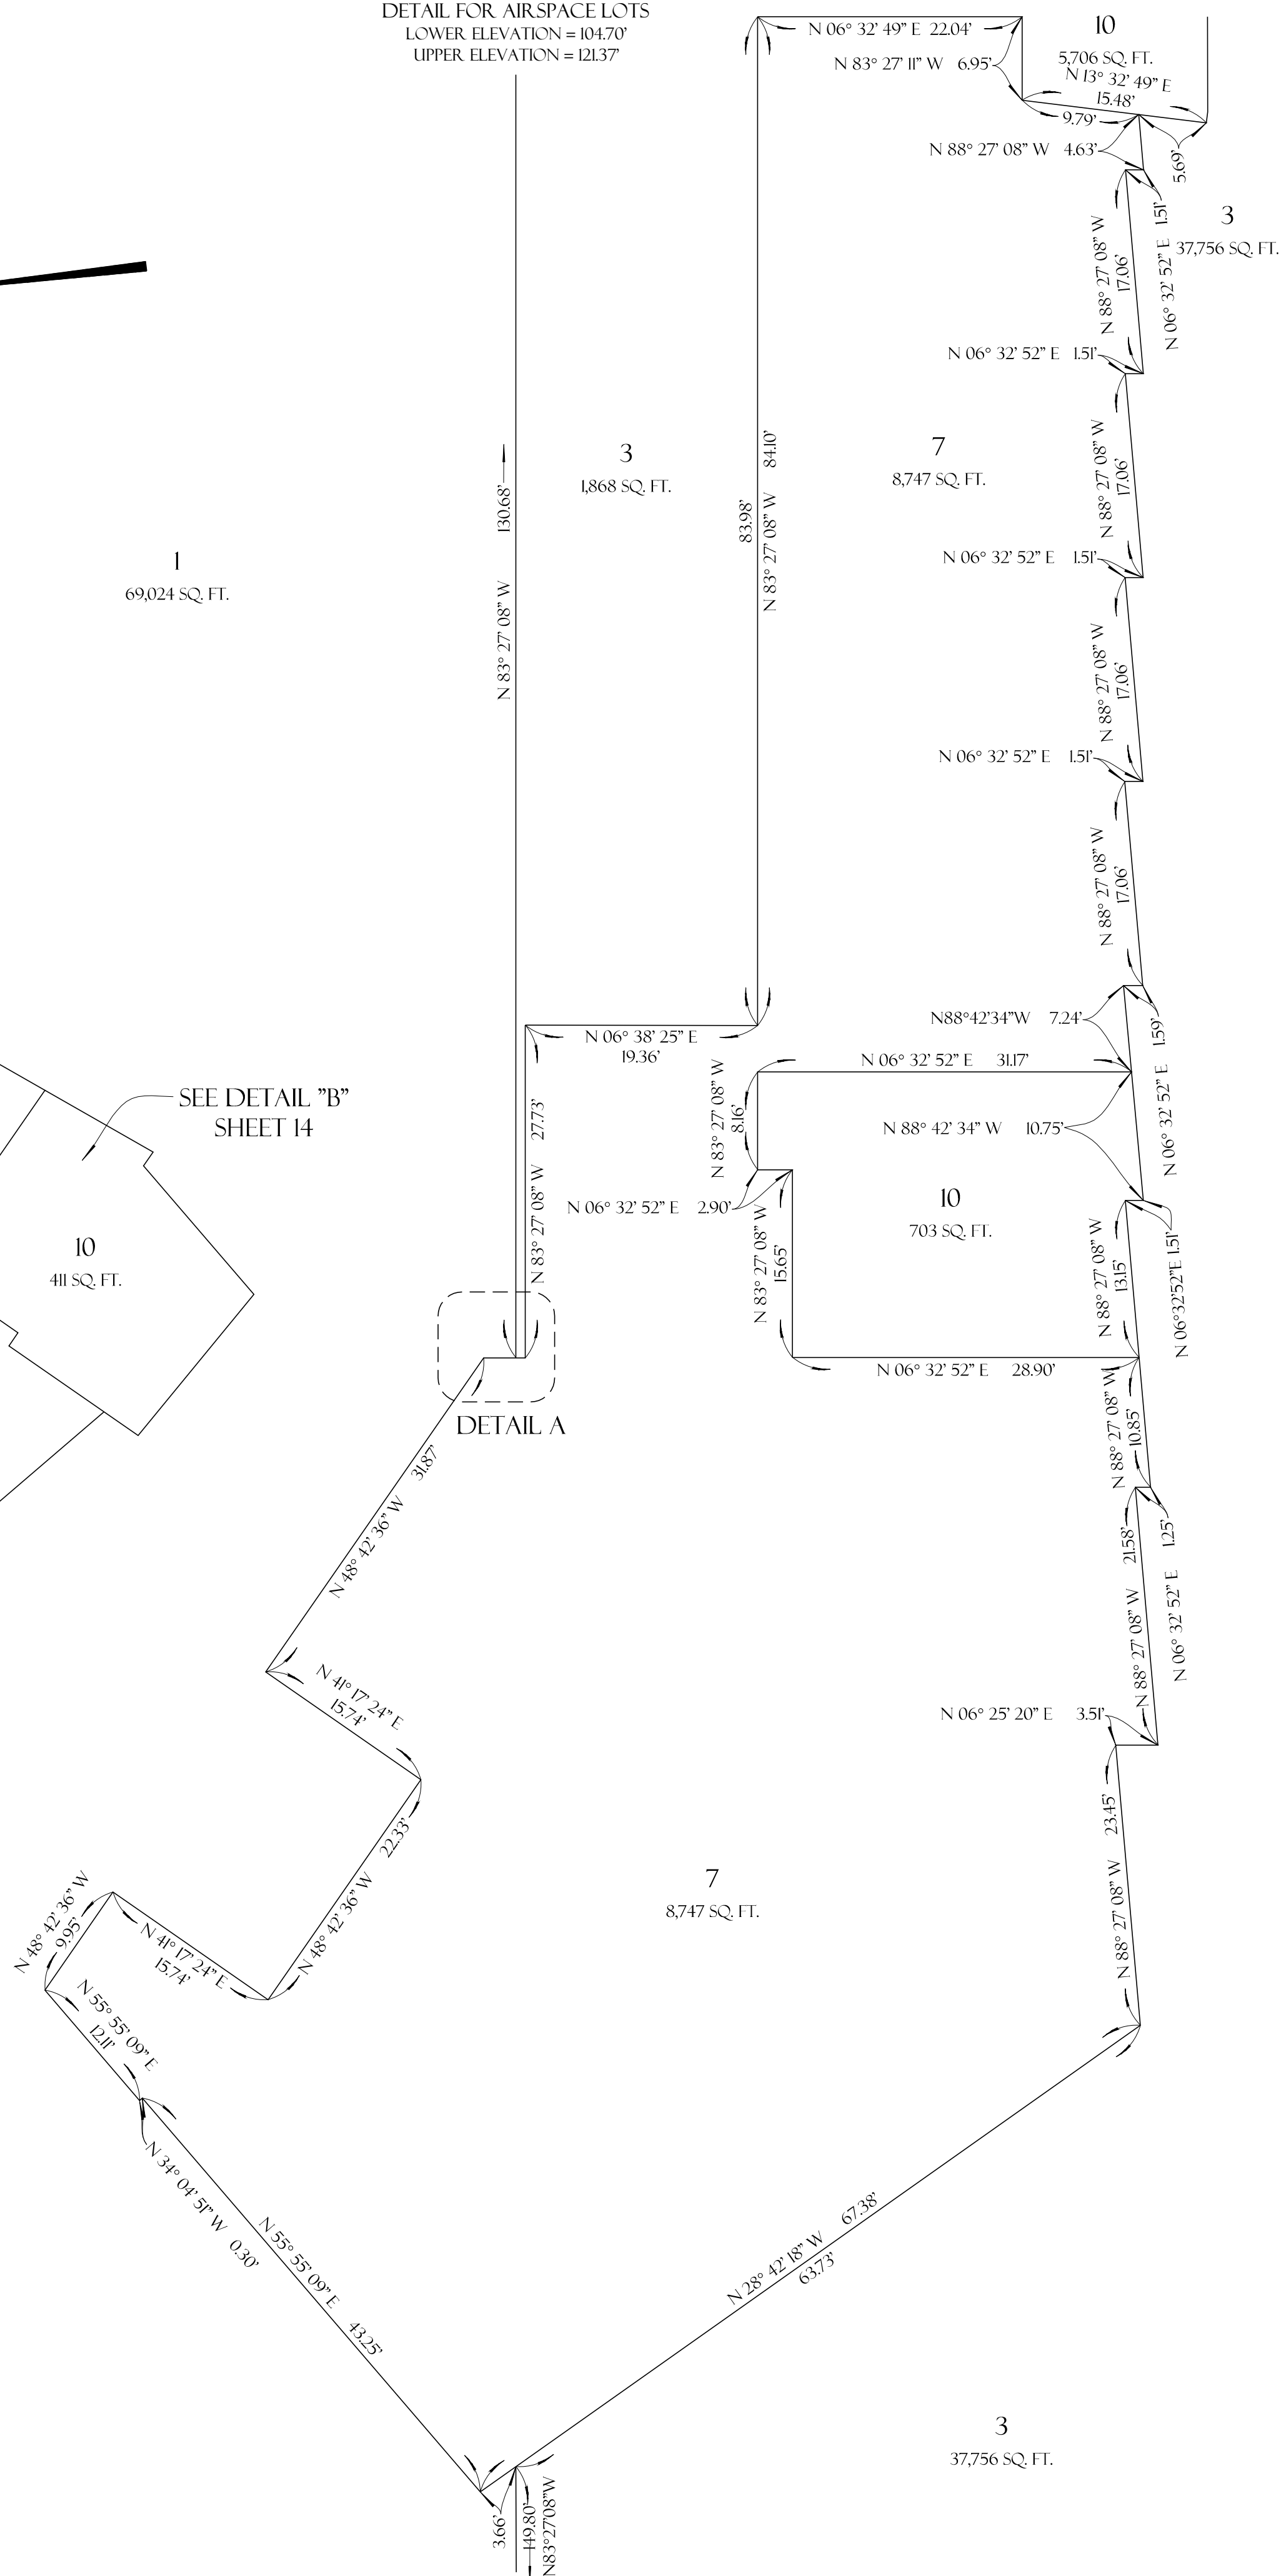 DETAIL FOR AIRSPACE LOTS
LOWER ELEVATION = 104.70'
UPPER ELEVATION = 121.37'
N 06° 32' 49" E 22.04'
N 83° 27' 11" W 6.95'
10
5,706 SQ. FT.
N 13° 32' 49" E
15.48'
9.79'
5.69'
N 88° 27' 08" W 4.63'
3
37,756 SQ. FT.
N 06° 32' 52" E 1.51'
N 88° 27' 08" W
17.06'
N 06° 32' 52" E 1.51'
N 88° 27' 08" W
17.06'
N 06° 32' 52" E 1.51'
N 88° 27' 08" W
17.06'
N 06° 32' 52" E 1.51'
N 88° 27' 08" W
17.06'
N 83° 27' 08" W 130.68'
3
1,868 SQ. FT.
83.98'
N 83° 27' 08" W 84.10'
7
8,747 SQ. FT.
1
69,024 SQ. FT.
N88°42'34"W 7.24'
N 06° 32' 52" E 1.59'
N 06° 38' 25" E
19.36'
N 06° 32' 52" E 31.17'
N 83° 27' 08" W
8.16'
N 88° 42' 34" W 10.75'
SEE DETAIL "B"
SHEET 14
N 83° 27' 08" W 27.73'
N 06° 32' 52" E 2.90'
10
703 SQ. FT.
N 83° 27' 08" W
15.65'
N 88° 27' 08" W
13.15'
N 06°32'52"E 1.51'
10
411 SQ. FT.
N 06° 32' 52" E 28.90'
DETAIL A
N 88° 27' 08" W
10.85'
N 06° 32' 52" E 1.25'
N 48° 42' 36" W 31.87'
N 88° 27' 08" W 21.58'
N 41° 17' 24" E
15.74'
N 06° 25' 20" E 3.51'
N 48° 42' 36" W 22.33'
N 88° 27' 08" W 23.45'
7
8,747 SQ. FT.
N 48° 42' 36" W
9.95'
N 41° 17' 24" E
15.74'
N 55° 55' 09" E
12.11'
N 34° 04' 51" W 0.30'
N 55° 55' 09" E 43.25'
N 28° 42' 18" W 67.38'
63.73'
3
37,756 SQ. FT.
3.66'
149.80'
N83°27'08"W